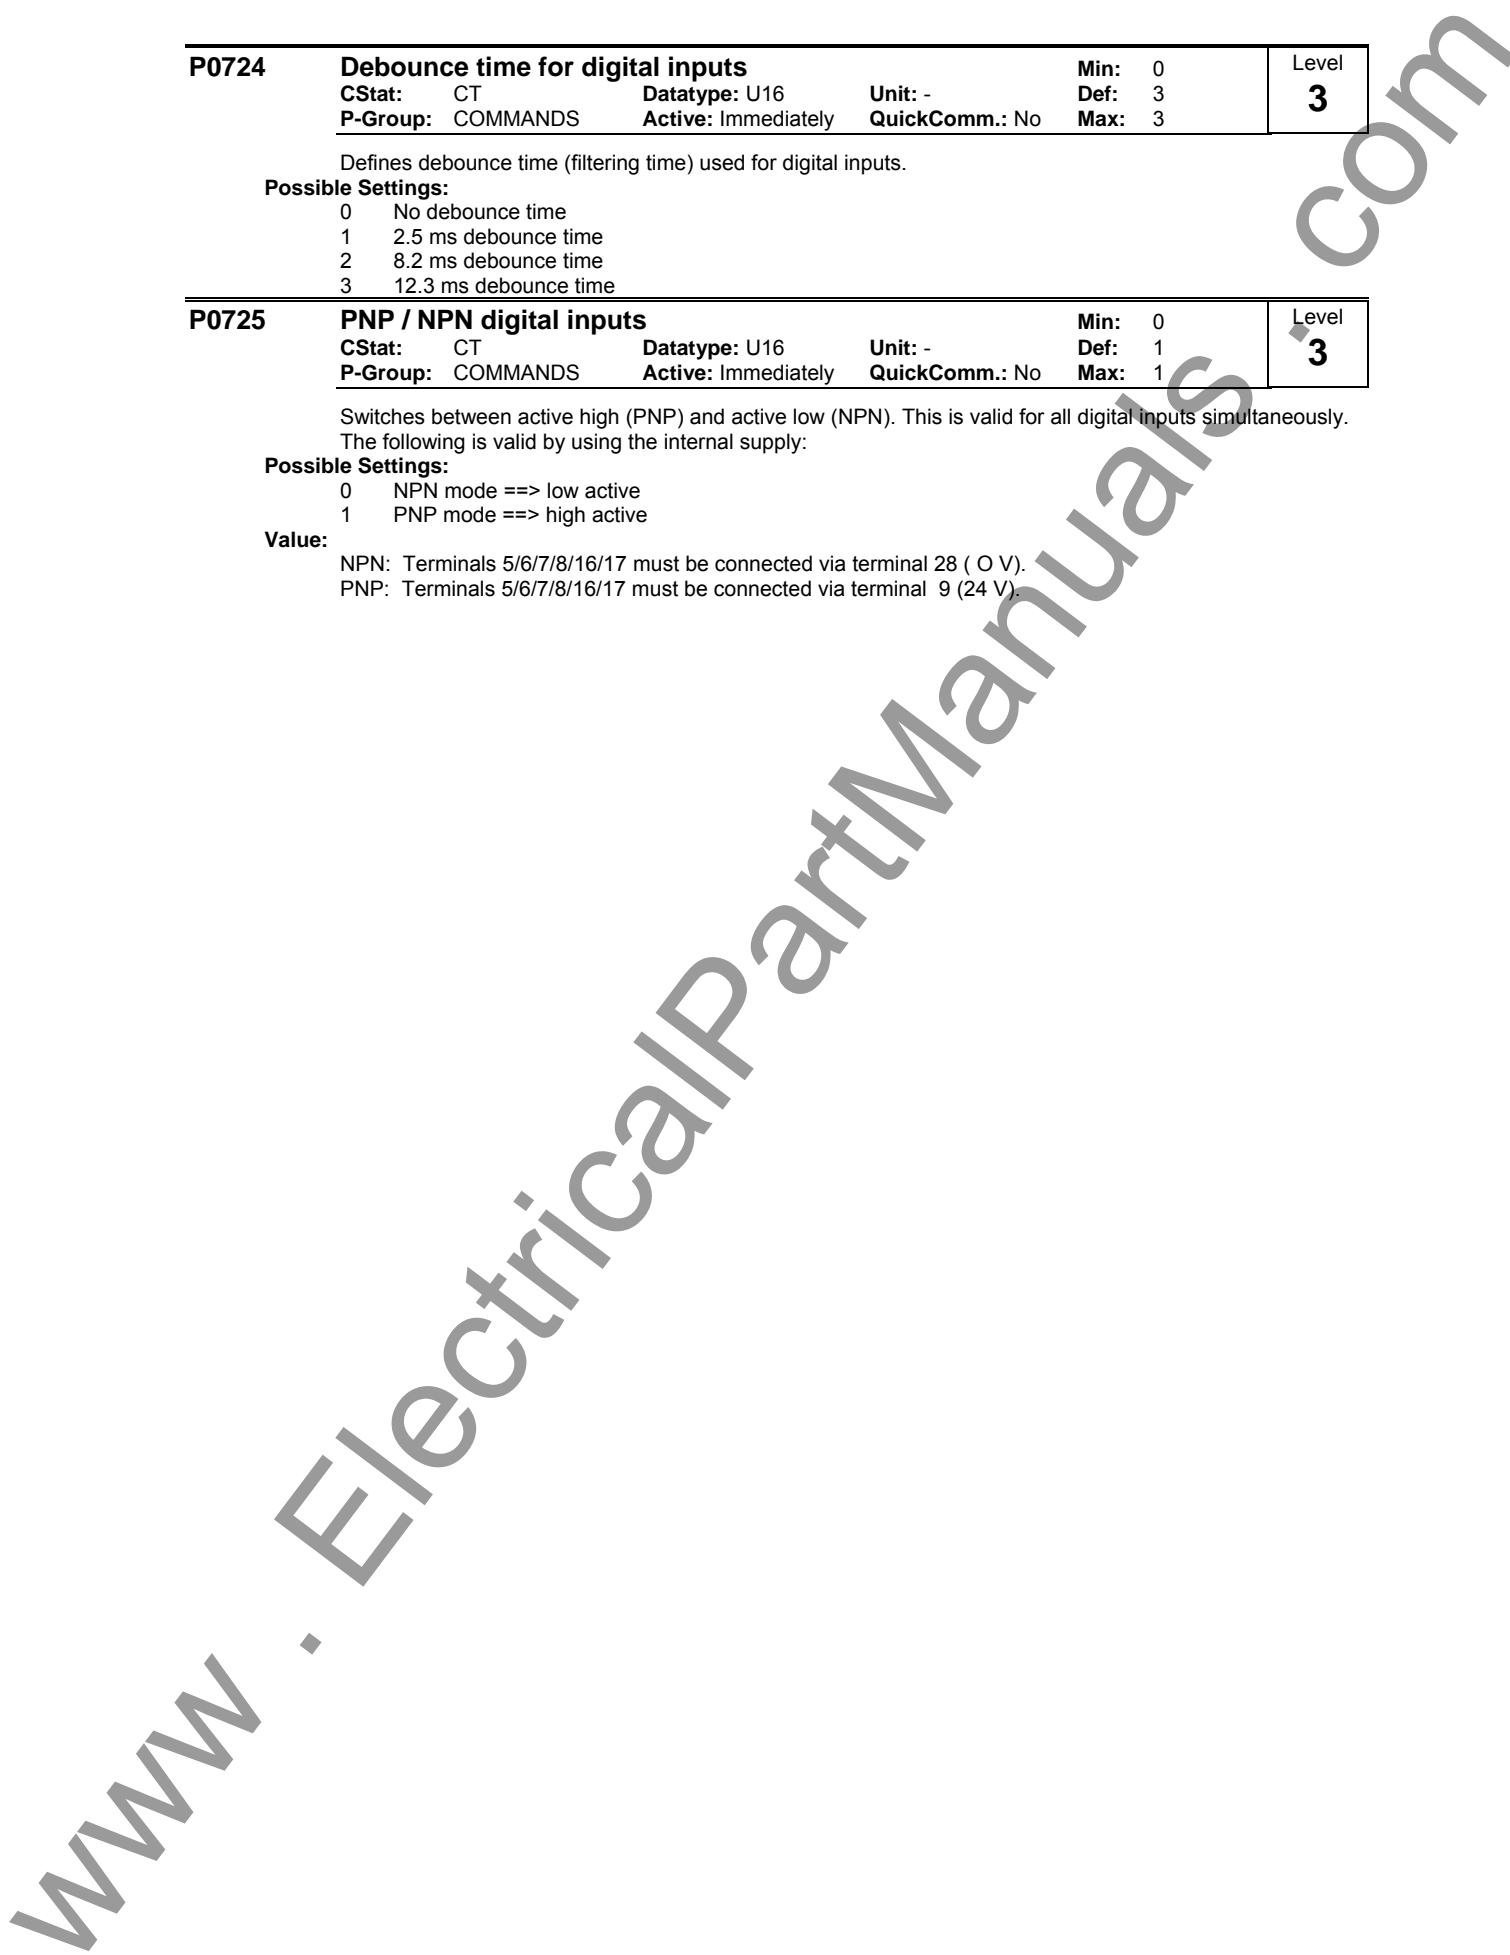 P0724 Debounce time for digital inputs Min: 0 Level
CStat: CT Datatype: U16 Unit: - Def: 3 3
P-Group: COMMANDS Active: Immediately QuickComm.: No Max: 3
Defines debounce time (filtering time) used for digital inputs.
Possible Settings:
0 No debounce time
1 2.5 ms debounce time
2 8.2 ms debounce time
3 12.3 ms debounce time
P0725 PNP / NPN digital inputs Min: 0 Level
CStat: CT Datatype: U16 Unit: - Def: 1 3
P-Group: COMMANDS Active: Immediately QuickComm.: No Max: 1
Switches between active high (PNP) and active low (NPN). This is valid for all digital inputs simultaneously.
The following is valid by using the internal supply:
Possible Settings:
0 NPN mode ==> low active
1 PNP mode ==> high active
Value:
NPN: Terminals 5/6/7/8/16/17 must be connected via terminal 28 ( O V).
PNP: Terminals 5/6/7/8/16/17 must be connected via terminal 9 (24 V).
www . ElectricalPartManuals . com